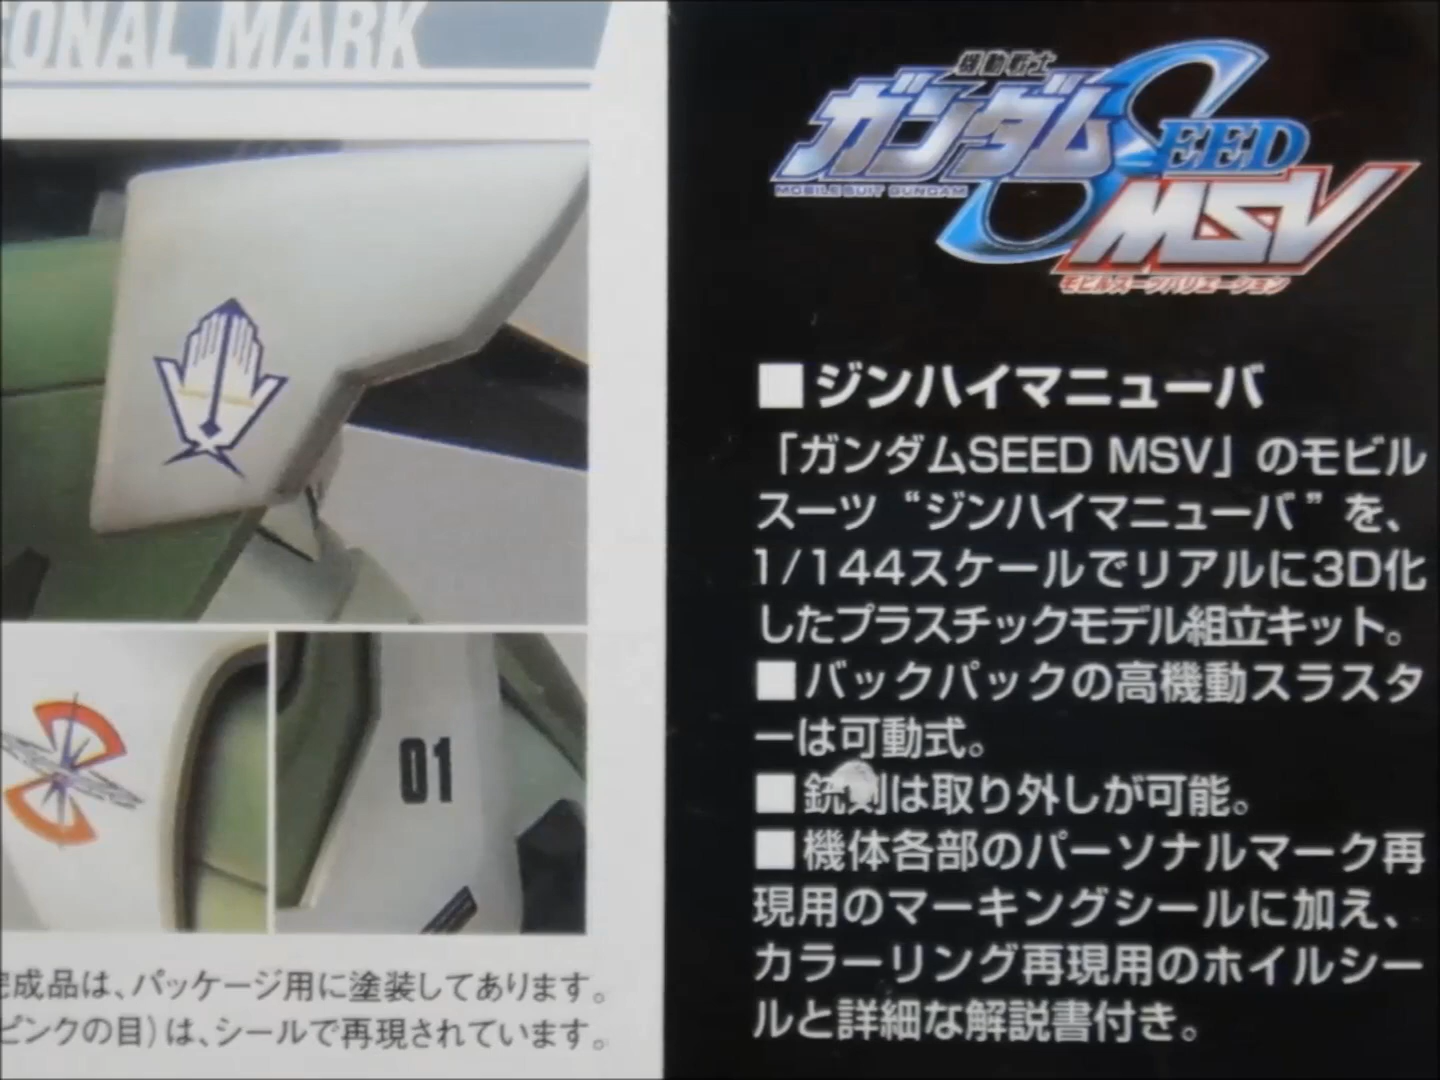 ONAL MARK
01
完成品は、パッケージ用に塗装してあります。
ピンクの目)は、シールで再現されています。
機動戦士
ガンダムSEED
MOBILE SUIT GUNDAM
MSV
モビルスーツバリエーション
■ジンハイマニューバ
「ガンダムSEED MSV」のモビル
スーツ“ジンハイマニューバ”を、
1/144スケールでリアルに3D化
したプラスチックモデル組立キット。
■バックパックの高機動スラスタ
ーは可動式。
■銃剣は取り外しが可能。
■機体各部のパーソナルマーク再
現用のマーキングシールに加え、
カラーリング再現用のホイルシー
ルと詳細な解説書付き。